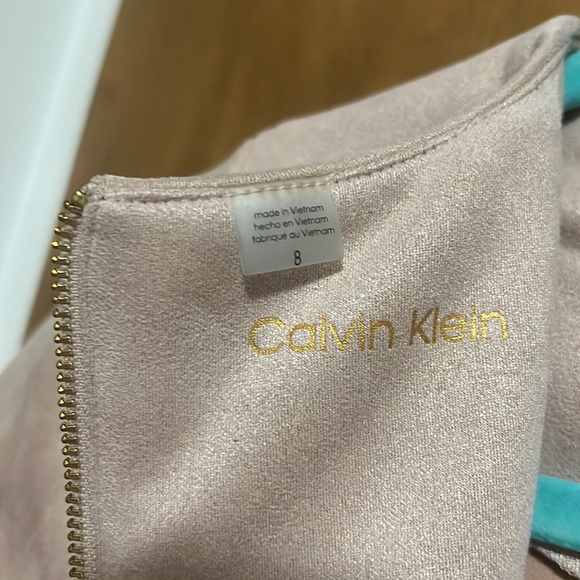 made in Vietnam
hecho en Vietnam
fabriqué au Vietnam
8
Calvin Klein